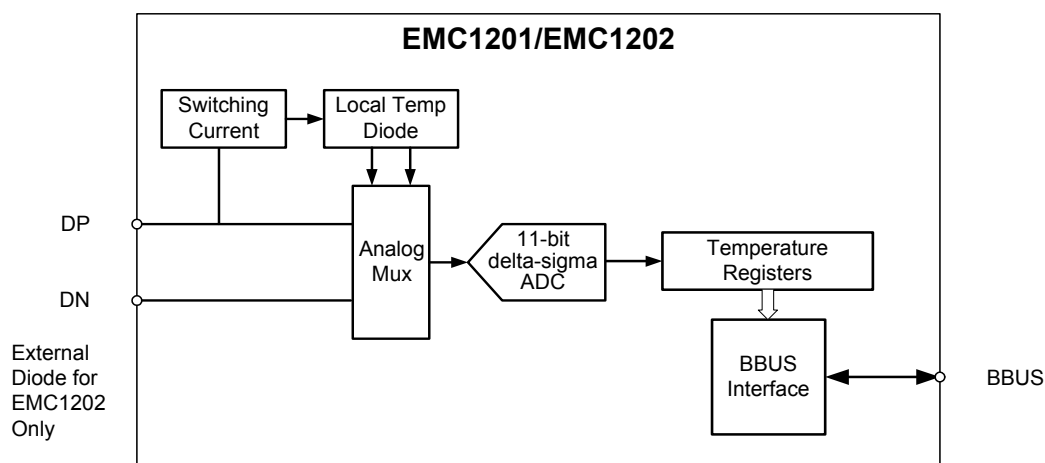 EMC1201/EMC1202
Switching
Current
Local Temp
Diode
DP
Analog
Mux
11-bit
delta-sigma
ADC
Temperature
Registers
DN
External
Diode for
EMC1202
Only
BBUS
Interface
BBUS